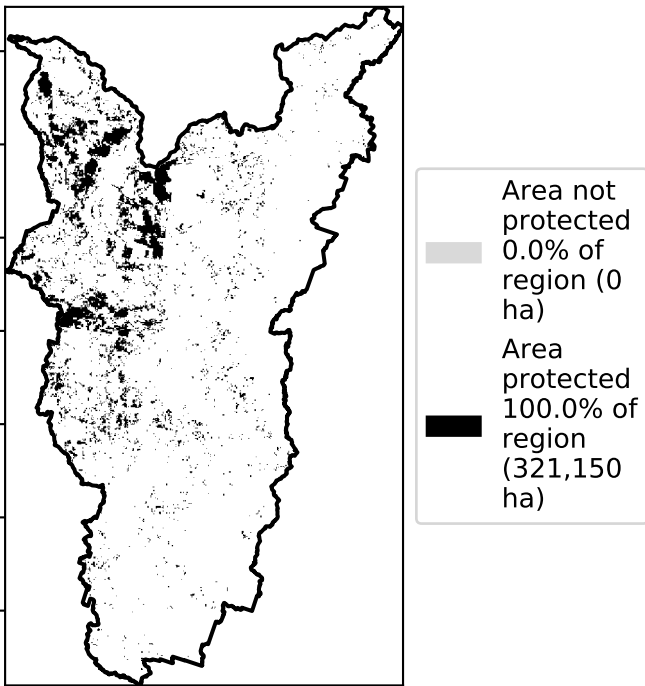 Area not
protected
0.0% of
region (0
ha)
Area
protected
100.0% of
region
(321,150
ha)